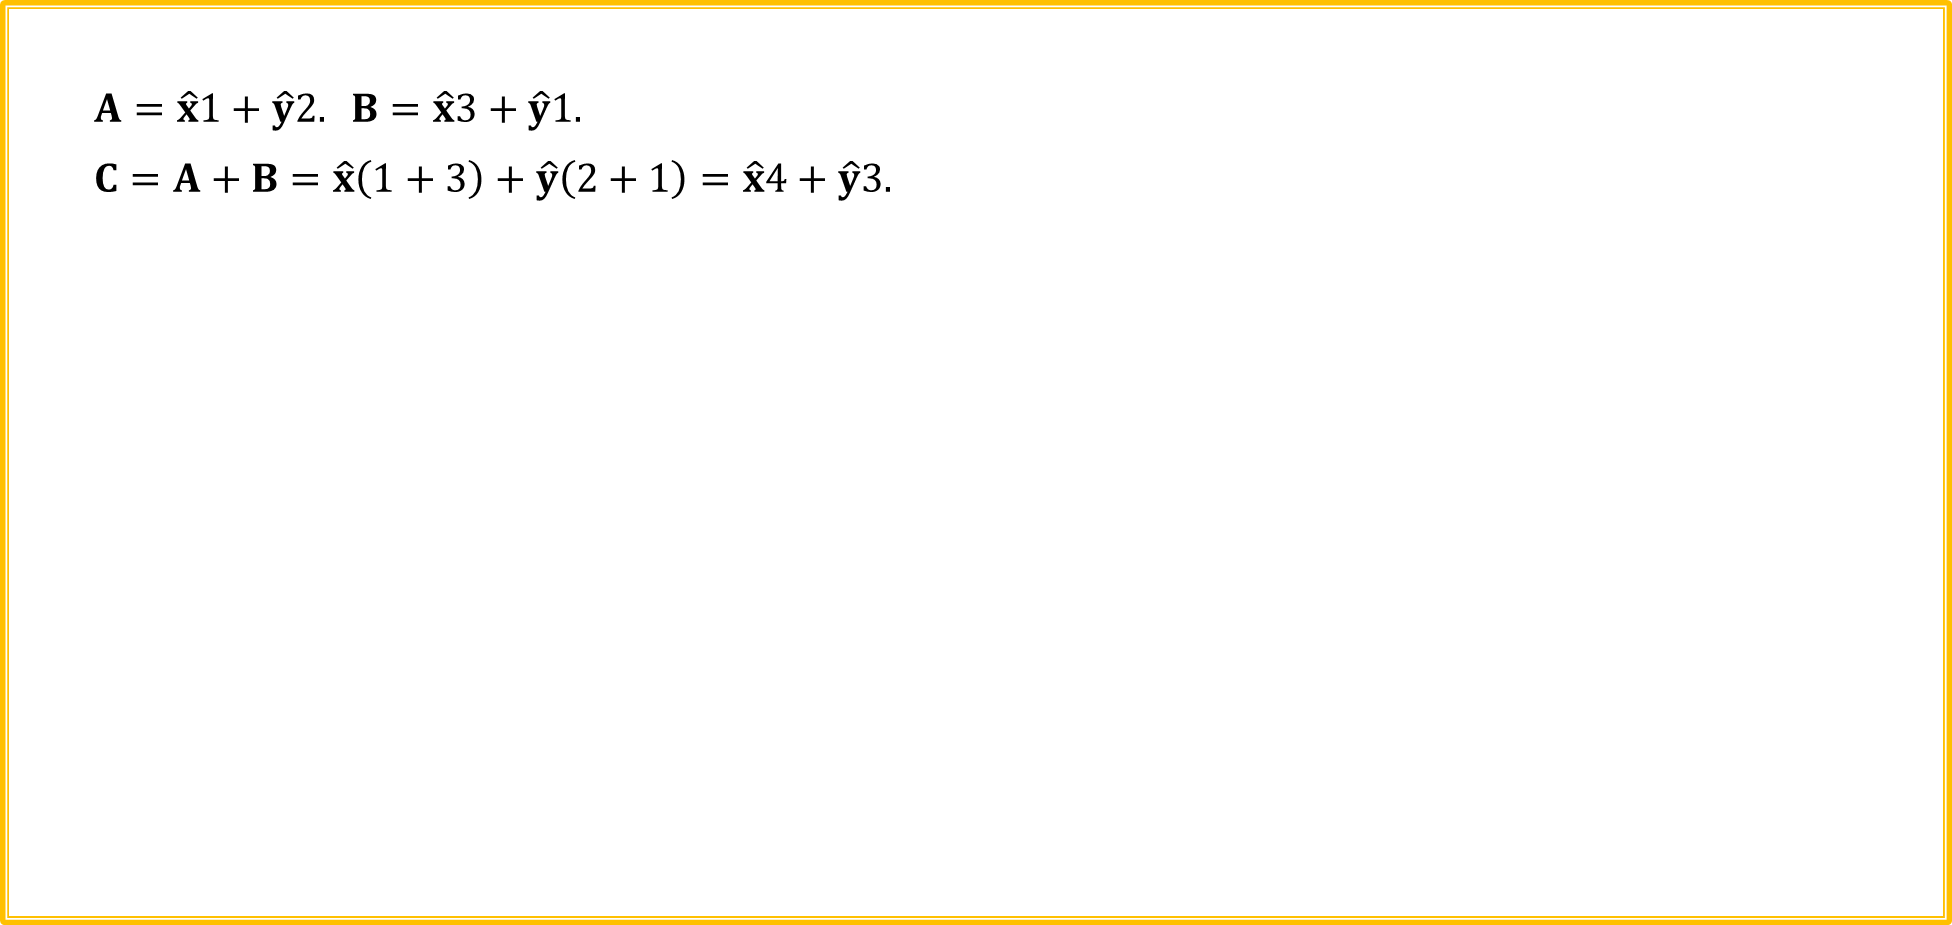 𝐀 = 𝐱̂1 + 𝐲̂2. 𝐁 = 𝐱̂3 + 𝐲̂1.
𝐂 = 𝐀 + 𝐁 = 𝐱̂(1 + 3) + 𝐲̂(2 + 1) = 𝐱̂4 + 𝐲̂3.